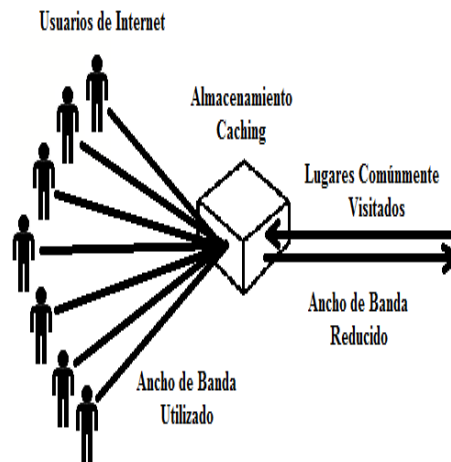 Usuarios de Internet
Almacenamiento
Caching
Lugares Comúnmente
Visitados
Ancho de Banda
Reducido
Ancho de Banda
Utilizado